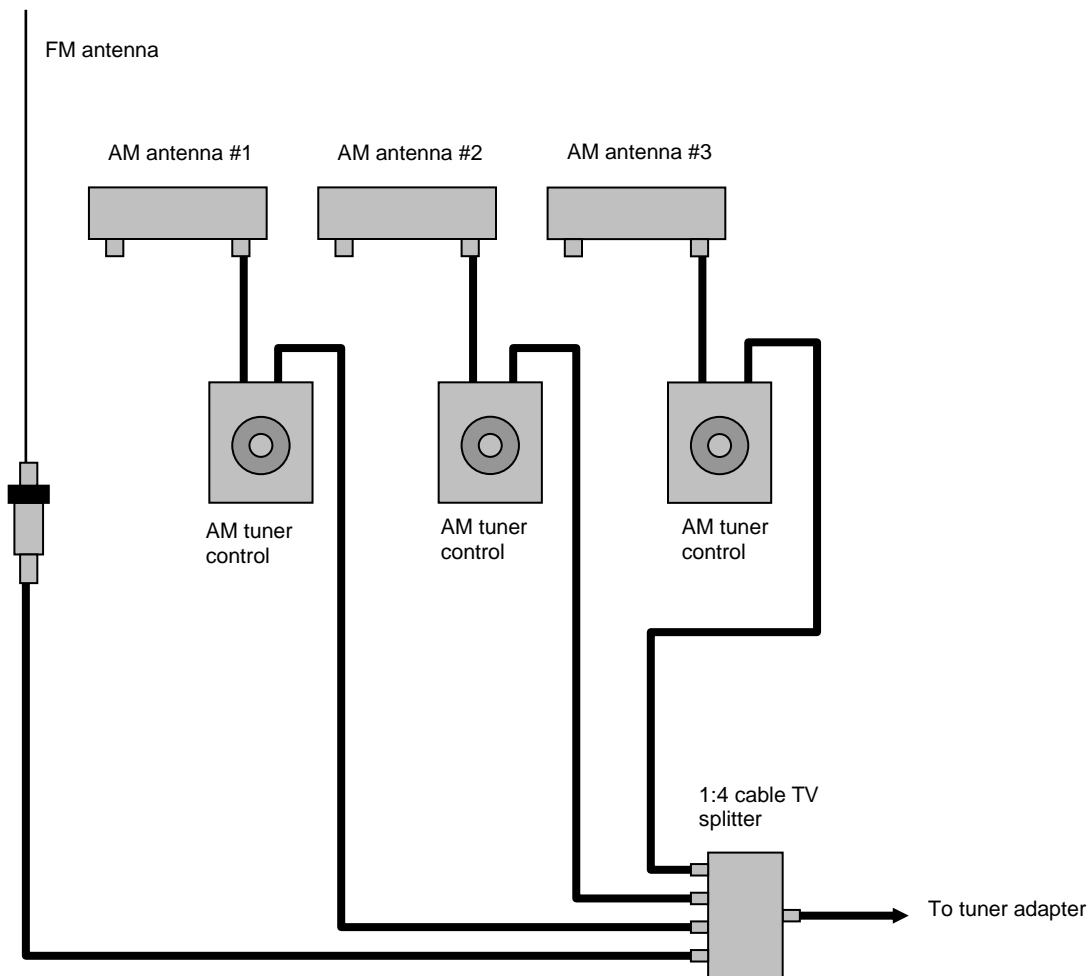 FM antenna
AM antenna #1
AM antenna #2
AM antenna #3
AM tuner
control
AM tuner
control
AM tuner
control
1:4 cable TV
splitter
To tuner adapter